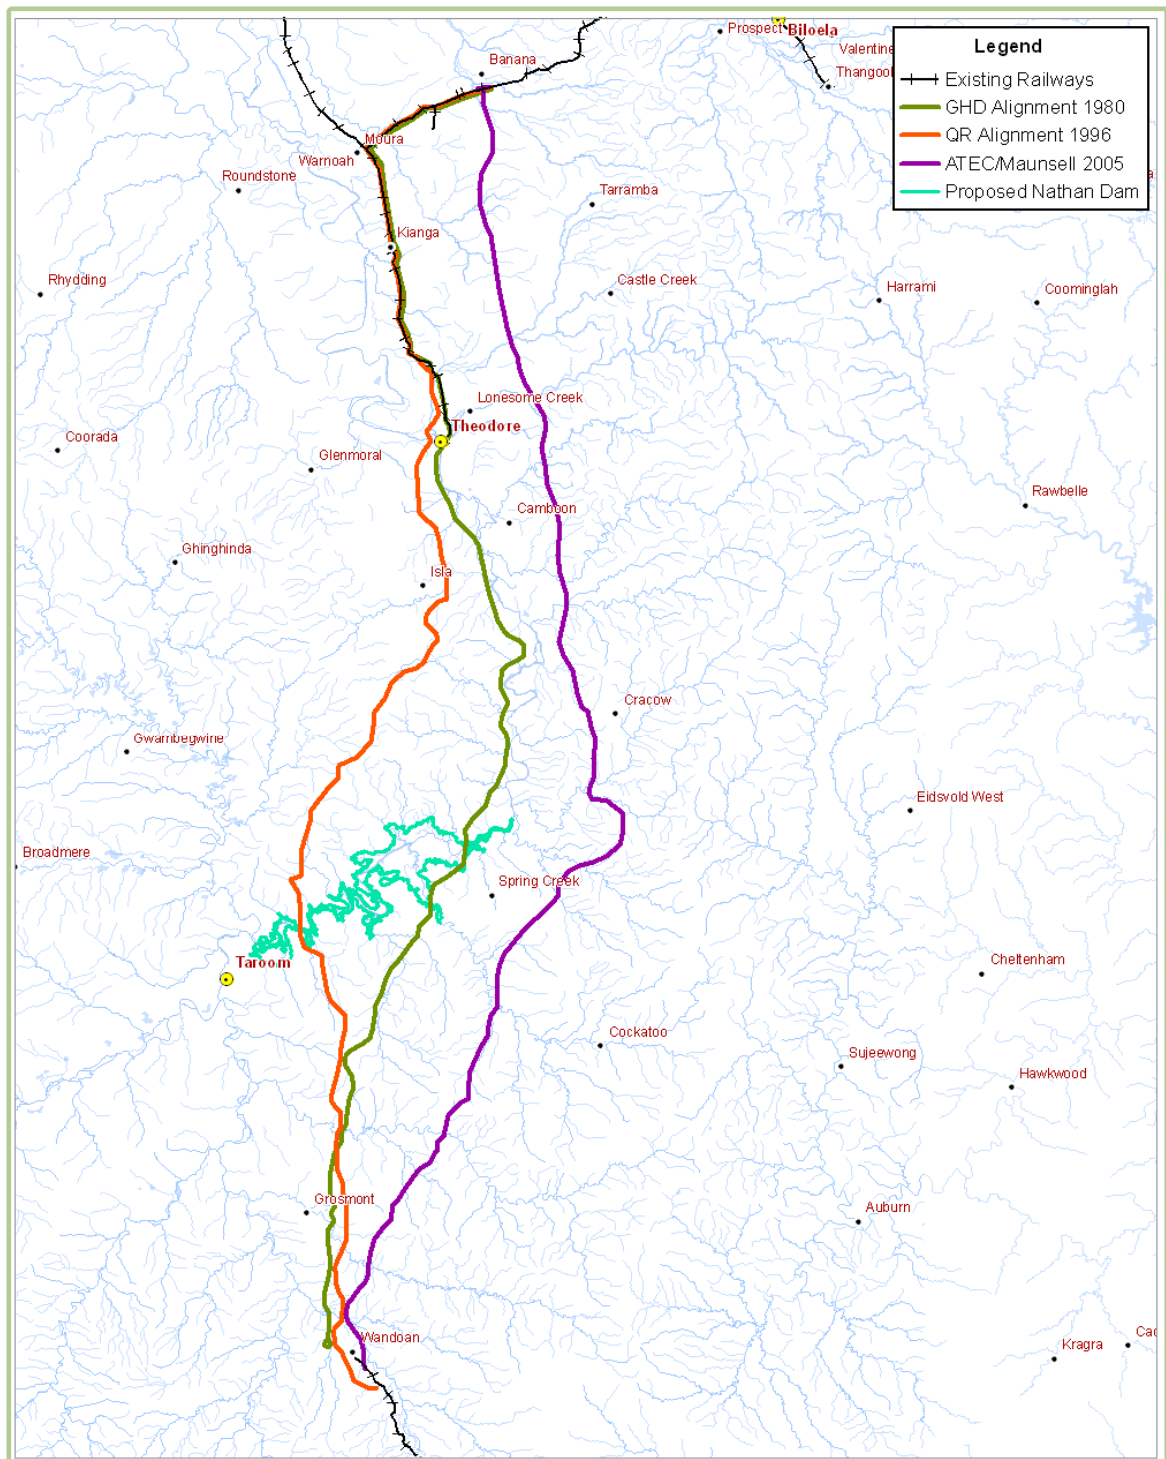 Prospect
Biloela
Valentine
Thangool
Banana
Legend
Existing Railways
GHD Alignment 1980
QR Alignment 1996
ATEC/Maunsell 2005
Proposed Nathan Dam
Moura
Warnoah
Roundstone
Tarramba
Kianga
Rhydding
Castle Creek
Harrami
Coominglah
Lonesome Creek
Theodore
Coorada
Glenmoral
Rawbelle
Camboon
Ghinghinda
Isla
Cracow
Gwambegwine
Eidsvold West
Broadmere
Spring Creek
Taroom
Cheltenham
Cockatoo
Sujeewong
Hawkwood
Grosmont
Auburn
Wandoan
Kragra